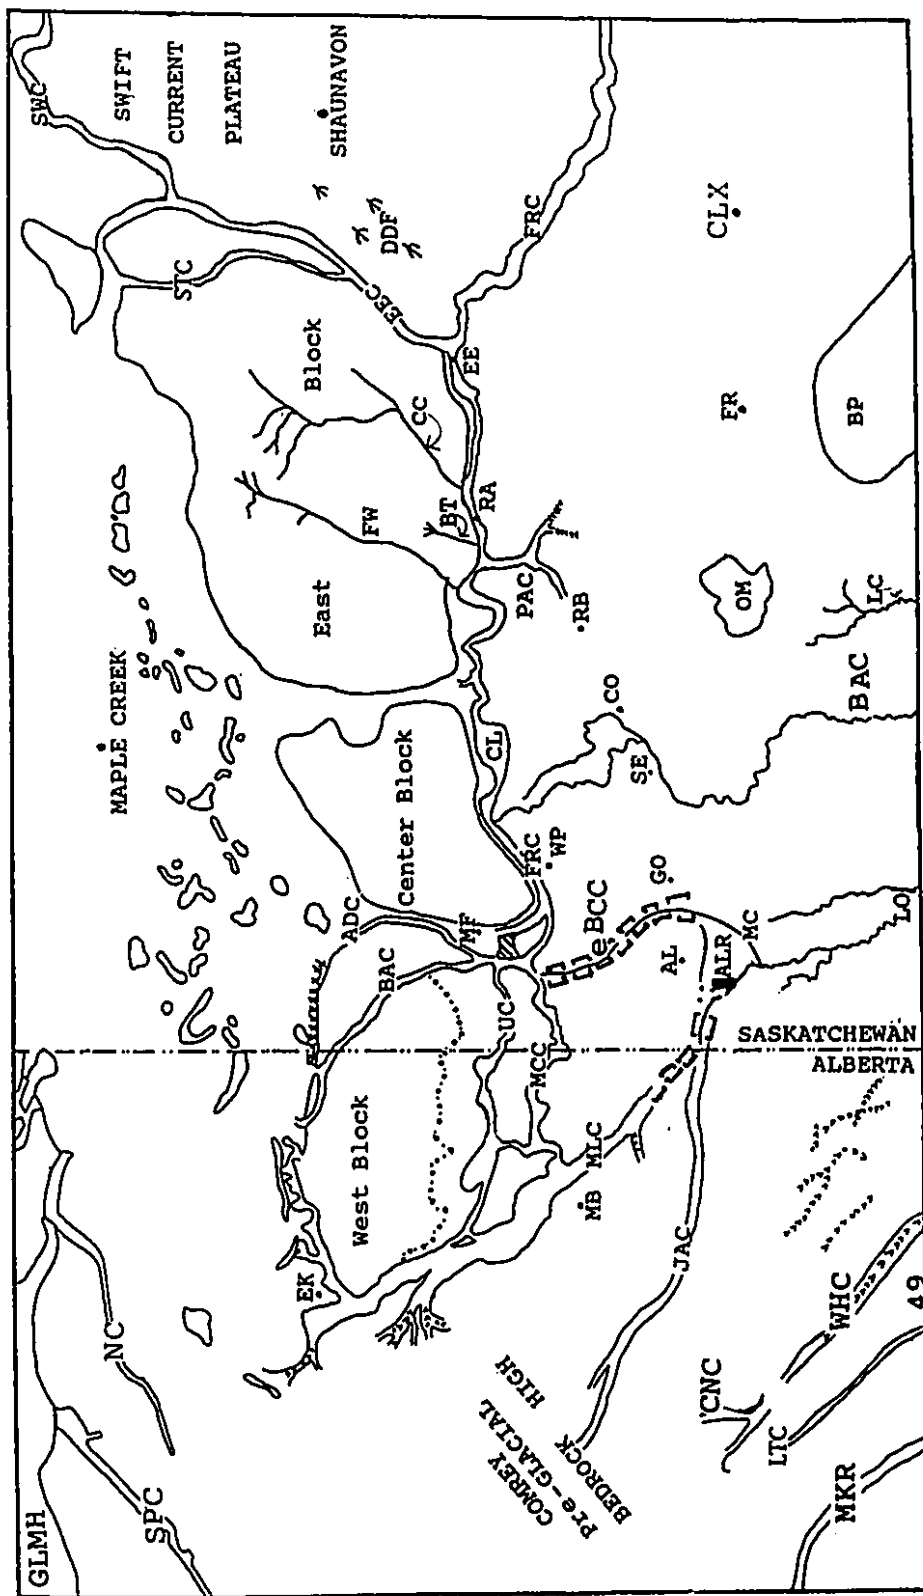 GLMH
SPC
NC
MAPLE CREEK
SWC
SWIFT
CURRENT
PLATEAU
SHAUNAVON
STC
EK
West Block
BAC
ADC
Center Block
East
Block
FW
CC
EEC
DDF
MF
UC
MCC
FRC
WP
CL
BT
RA
EE
FRC
PAC
RB
COMREY
Pre-GLACIAL
BEDROCK HIGH
MB
MLC
JAC
e BCC
GO
AL
ALR
MC
SE
CO
OM
FR
CLX
BP
LC
BAC
LO
SASKATCHEWAN
ALBERTA
CNC
LTC
WHC
MKR
49